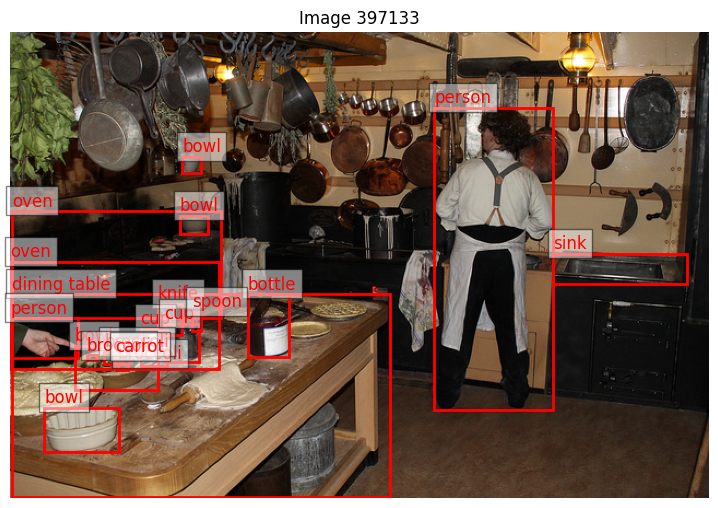 Image 397133
person
bowl
bowl
oven
sink
oven
dining table
bottle
knife
spoon
person
cup
carrot
bowl